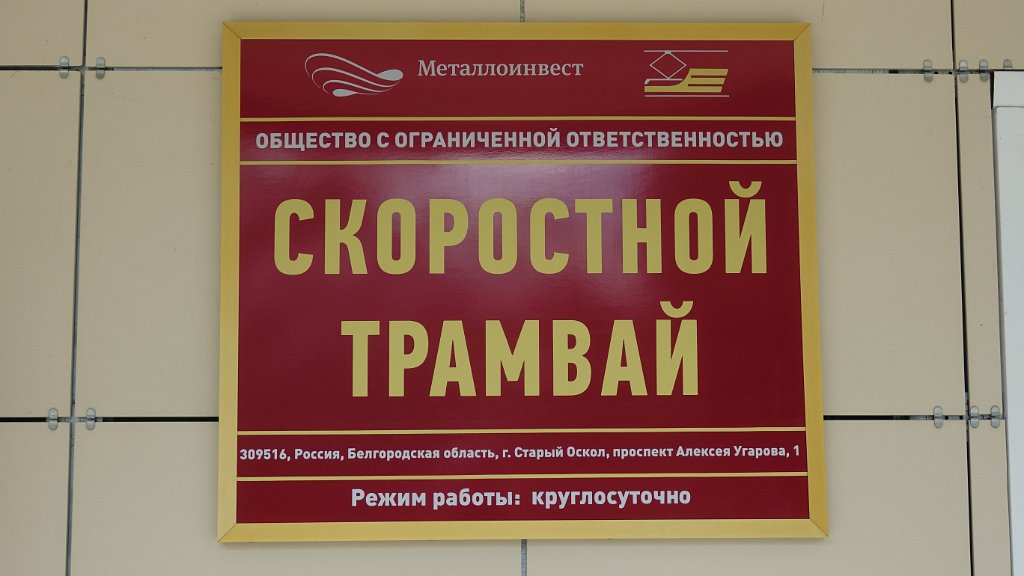 Металлоинвест
ОБЩЕСТВО С ОГРАНИЧЕННОЙ ОТВЕТСТВЕННОСТЬЮ
СКОРОСТНОЙ
ТРАМВАЙ
309516, Россия, Белгородская область, г. Старый Оскол, проспект Алексея Угарова, 1
Режим работы: круглосуточно